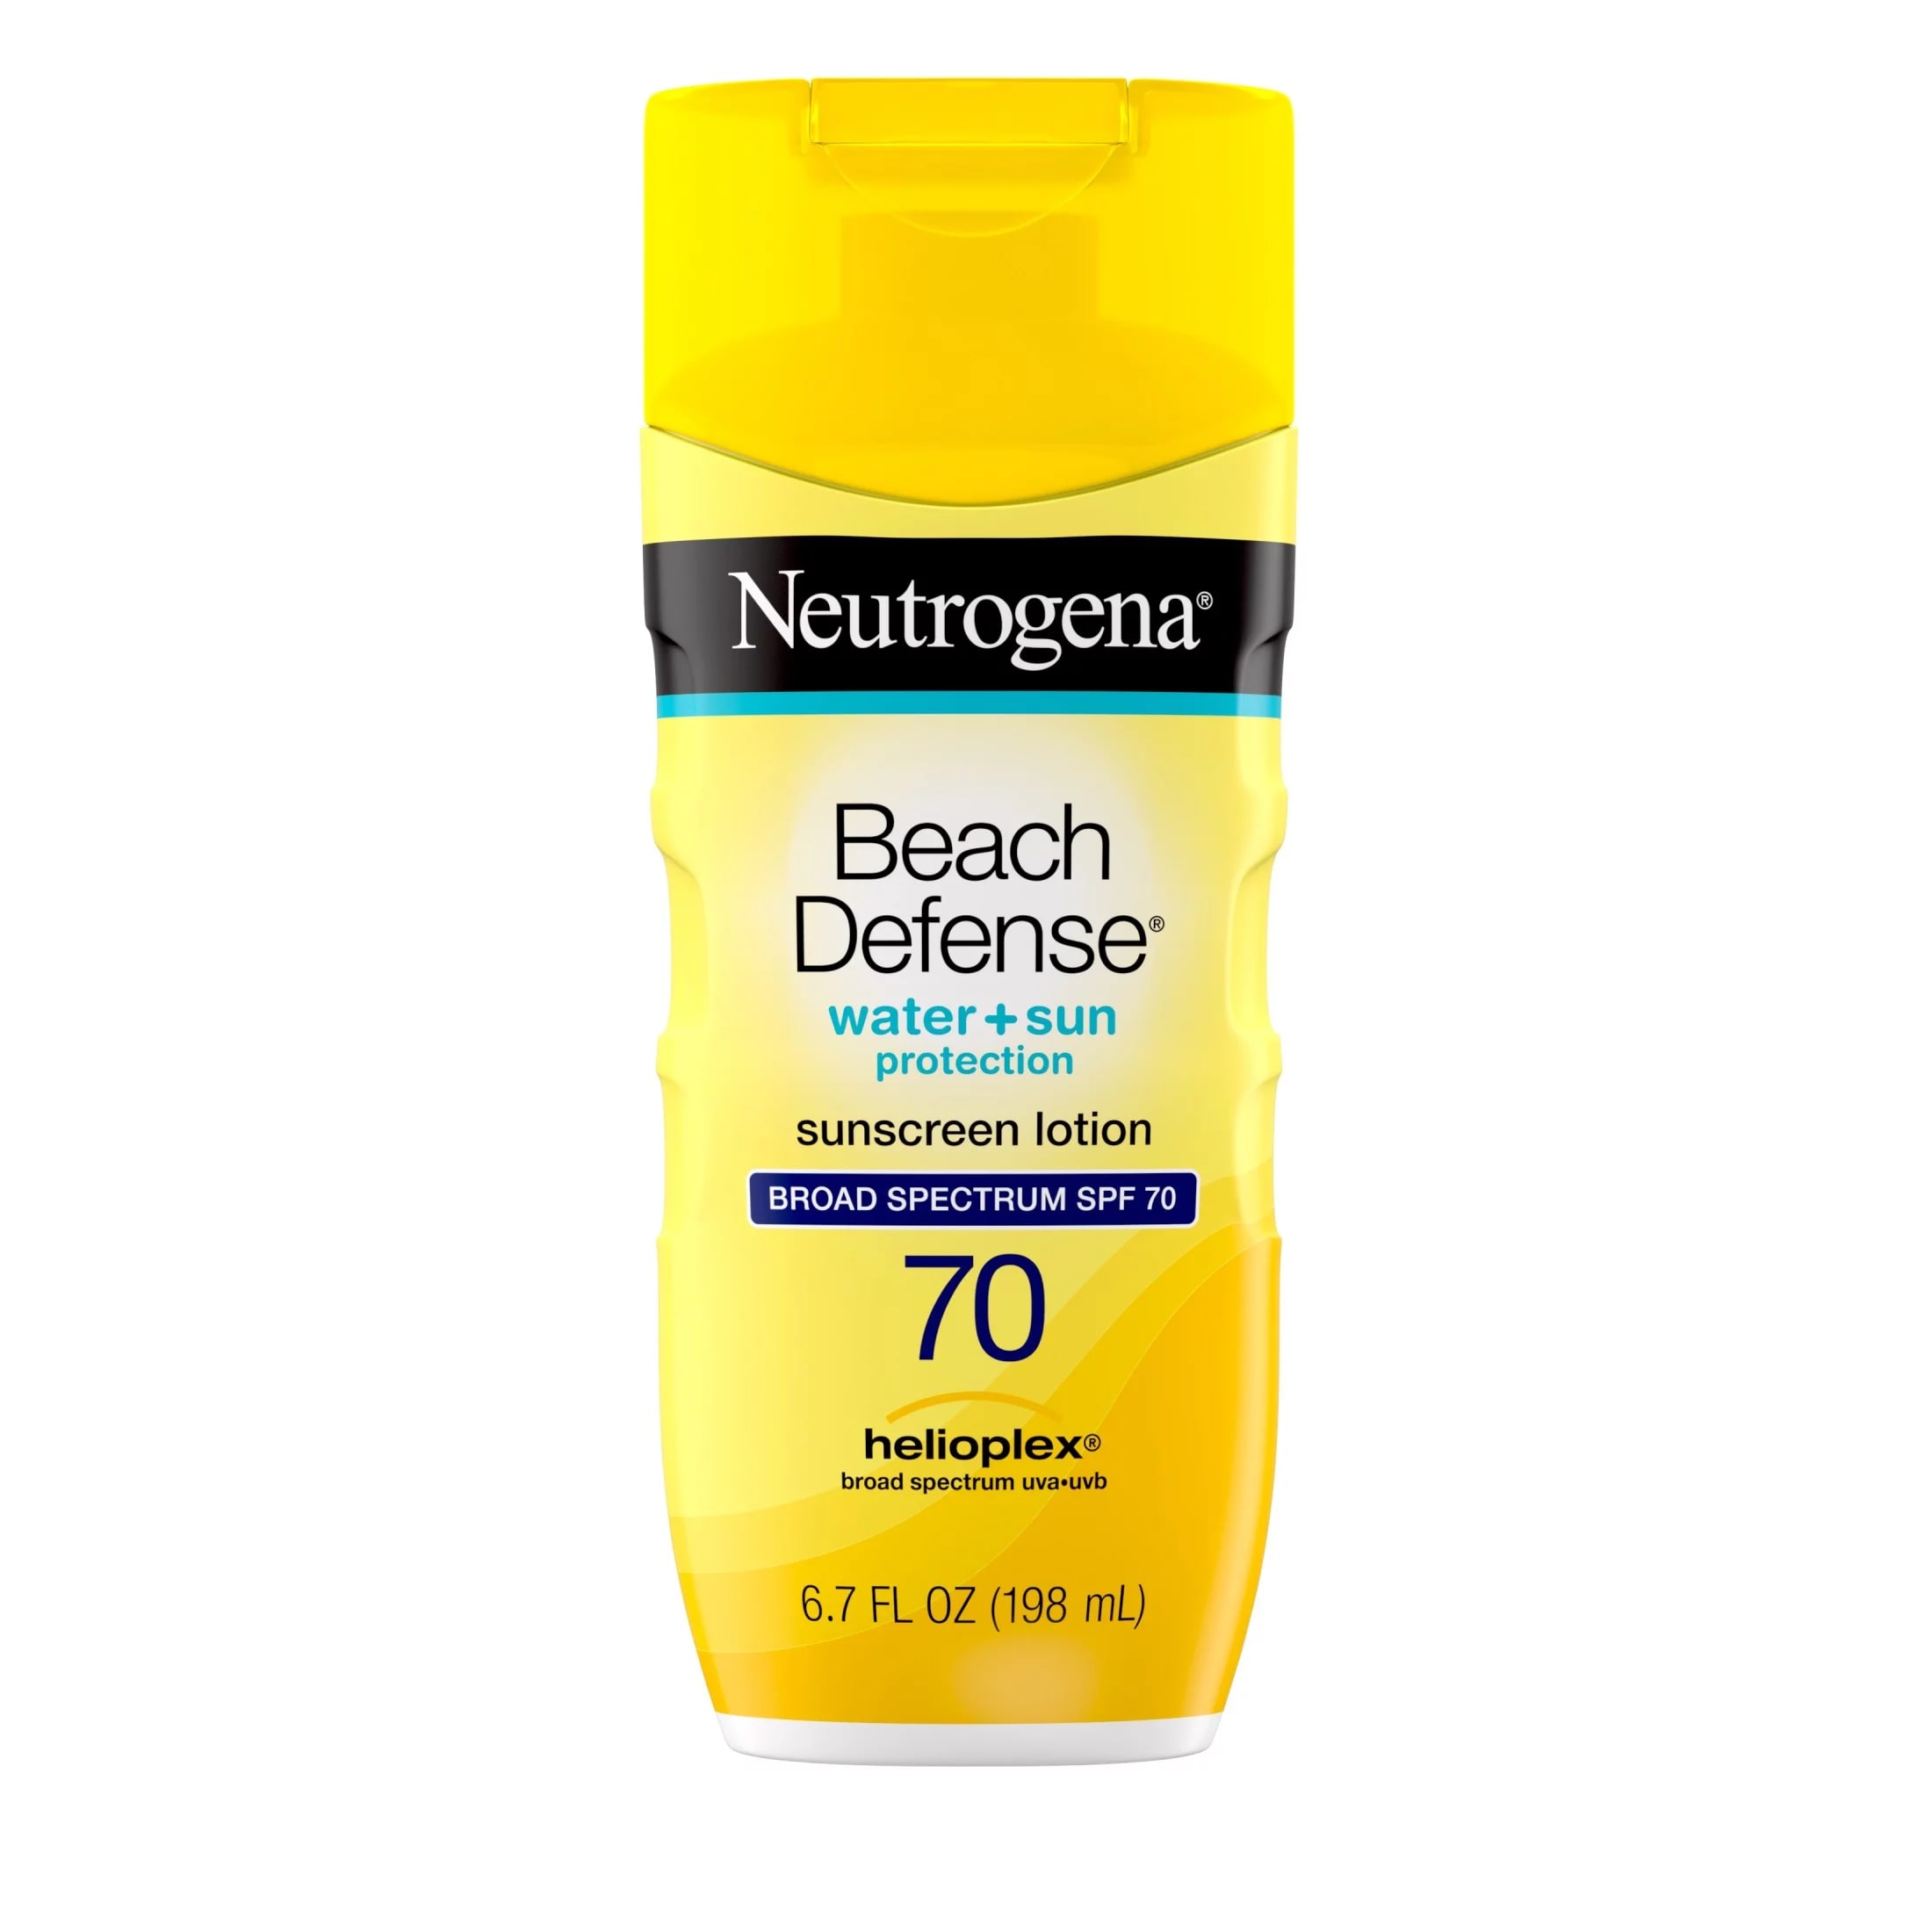 Neutrogena®
Beach
Defense®
water+sun
protection
sunscreen lotion
BROAD SPECTRUM SPF 70
70
helioplex®
broad spectrum uva•uvb
6.7 FL OZ (198 mL)